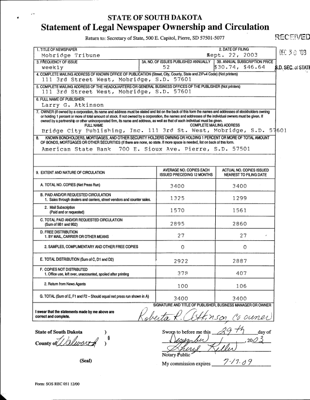 STATE OF SOUTH DAKOTA
Statement of Legal Newspaper Ownership and Circulation
Return to: Secretary of State, 500 E. Capitol, Pierre, SD 57501-5077
RECEIVED
DEC 30 '03
S.D. SEC. of STATE
1. TITLE OF NEWSPAPER
Mobridge Tribune
2. DATE OF FILING
Sept. 22, 2003
3. FREQUENCY OF ISSUE
weekly
3A. NO. OF ISSUES PUBLISHED ANNUALLY
52
3B. ANNUAL SUBSCRIPTION PRICE
$30.74, $46.64
4. COMPLETE MAILING ADDRESS OF KNOWN OFFICE OF PUBLICATION (Street, City, County, State and ZIP+4 Code) (Not printers)
111 3rd Street West, Mobridge, S.D. 57601
5. COMPLETE MAILING ADDRESS OF THE HEADQUARTERS OR GENERAL BUSINESS OFFICES OF THE PUBLISHER (Not printers)
111 3rd Street West, Mobridge, S.D. 57601
6. FULL NAME OF PUBLISHER:
Larry G. Atkinson
7. OWNER (If owned by a corporation, its name and address must be stated and list on the back of this form the names and addresses of stockholders owning
or holding 1 percent or more of total amount of stock. If not owned by a corporation, the names and addresses of the individual owners must be given. If
owned by a partnership or other unincorporated firm, its name and address, as well as that of each individual must be given.)
FULL NAME COMPLETE MAILING ADDRESS
bridge City Publishing, Inc. 111 3rd St. West, Mobridge, S.D. 57601
8. KNOWN BONDHOLDERS, MORTGAGEES, AND OTHER SECURITY HOLDERS OWNING OR HOLDING 1 PERCENT OR MORE OF TOTAL AMOUNT
OF BONDS, MORTGAGES OR OTHER SECURITIES (If there are none, so state. If more space is needed, list on back of this form.)
American State Bank 700 E. Sioux Ave. Pierre, S.D. 57501
9. EXTENT AND NATURE OF CIRCULATION
AVERAGE NO. COPIES EACH ISSUED PRECEDING 12 MONTHS
ACTUAL NO. COPIES ISSUED NEAREST TO FILING DATE
A. TOTAL NO. COPIES (Net Press Run) 3400 3400
B. PAID AND/OR REQUESTED CIRCULATION
1. Sales through dealers and carriers, street vendors and counter sales. 1325 1299
2. Mail Subscription
(Paid and or requested) 1570 1561
C. TOTAL PAID AND/OR REQUESTED CIRCULATION
(Sum of 9B1 and 9B2) 2895 2860
D. FREE DISTRIBUTION
1. BY MAIL, CARRIER OR OTHER MEANS 27 27
2. SAMPLES, COMPLIMENTARY AND OTHER FREE COPIES 0 0
E. TOTAL DISTRIBUTION (Sum of C, D1 and D2) 2922 2887
F. COPIES NOT DISTRIBUTED
1. Office use, left over, unaccounted, spoiled after printing 378 407
2. Return from News Agents 100 106
G. TOTAL (Sum of E, F1 and F2 - Should equal net press run shown in A) 3400 3400
I swear that the statements made by me above are
correct and complete.
SIGNATURE AND TITLE OF PUBLISHER, BUSINESS MANAGER OR OWNER
Roberta R. Atkinson, co owner
State of South Dakota )
County of Walworth ) §
(Seal)
Sworn to before me this 29th day of
December, 2003
Sheryl Keller
Notary Public
My commission expires 7-17-09
Form: SOS REC 051 12/00